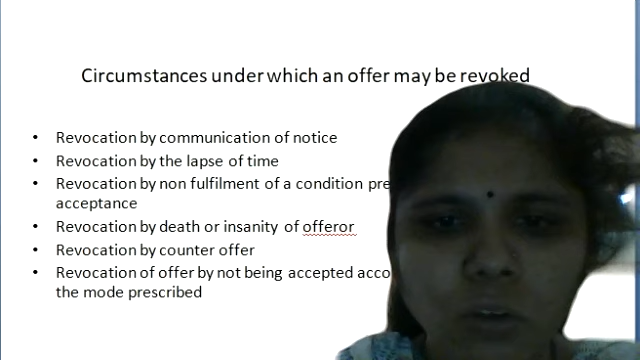 Circumstances under which an offer may be revoked
• Revocation by communication of notice
• Revocation by the lapse of time
• Revocation by non fulfilment of a condition
acceptance
• Revocation by death or insanity of offeror
• Revocation by counter offer
• Revocation of offer by not being accepted
the mode prescribed